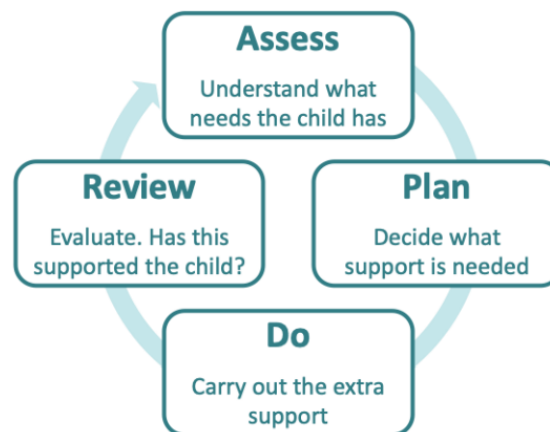 Assess
Understand what
needs the child has
Plan
Decide what
support is needed
Do
Carry out the extra
support
Review
Evaluate. Has this
supported the child?